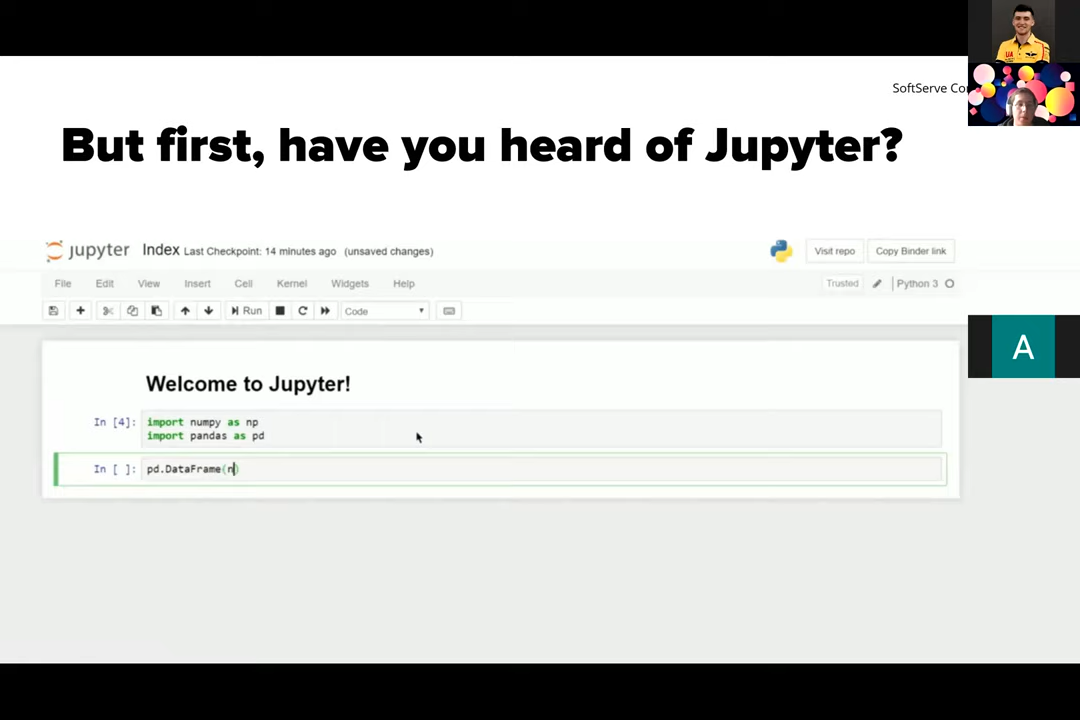 SoftServe
But first, have you heard of Jupyter?
jupyter Index Last Checkpoint: 14 minutes ago (unsaved changes) Visit repo Copy Binder link
File Edit View Insert Cell Kernel Widgets Help Trusted Python 3
Run Code
Welcome to Jupyter!
In [4]: import numpy as np
import pandas as pd
In [ ]: pd.DataFrame(n)
A